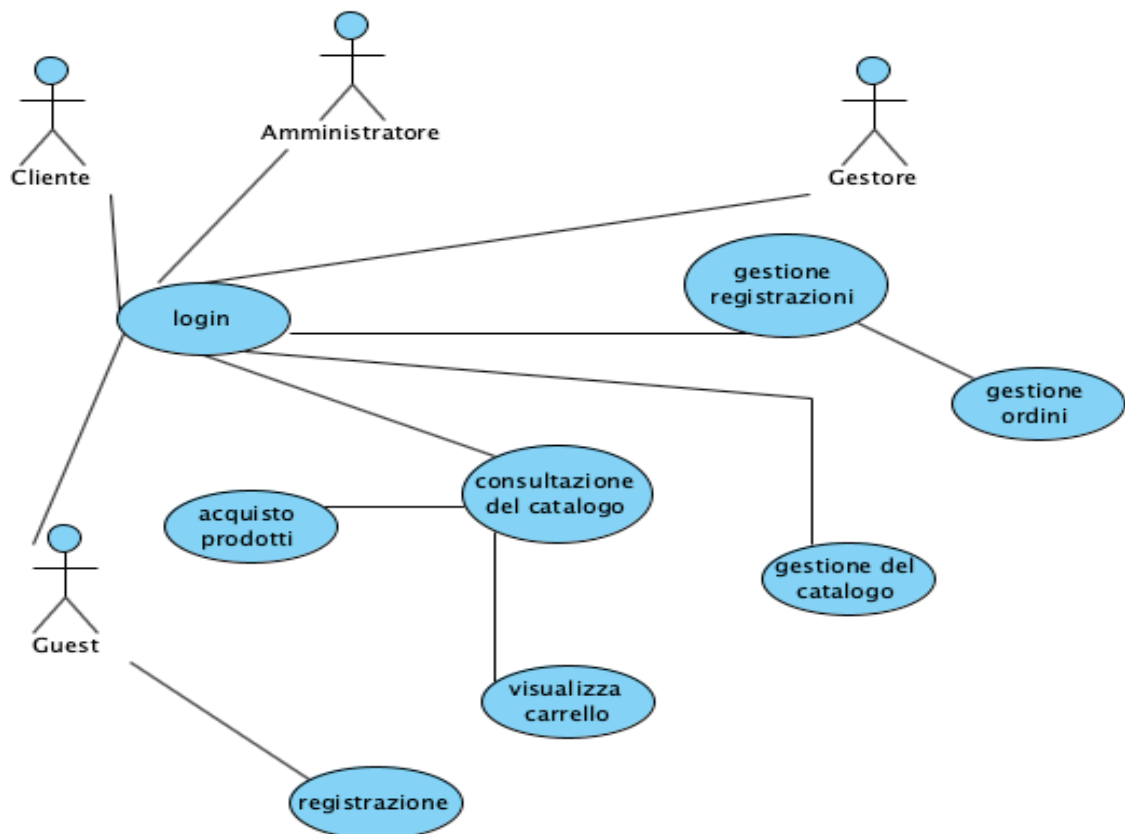 Amministratore
Cliente
Gestore
gestione
registrazioni
login
gestione
ordini
consultazione
del catalogo
acquisto
prodotti
gestione del
catalogo
Guest
visualizza
carrello
registrazione